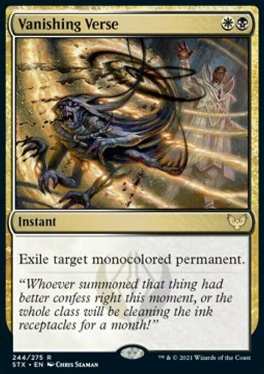 Vanishing Verse
Instant
Exile target monocolored permanent.
“Whoever summoned that thing had
better confess right this moment, or the
whole class will be cleaning the ink
receptacles for a month!”
244/275 R
STX • EN Chris Seaman
™ & © 2021 Wizards of the Coast